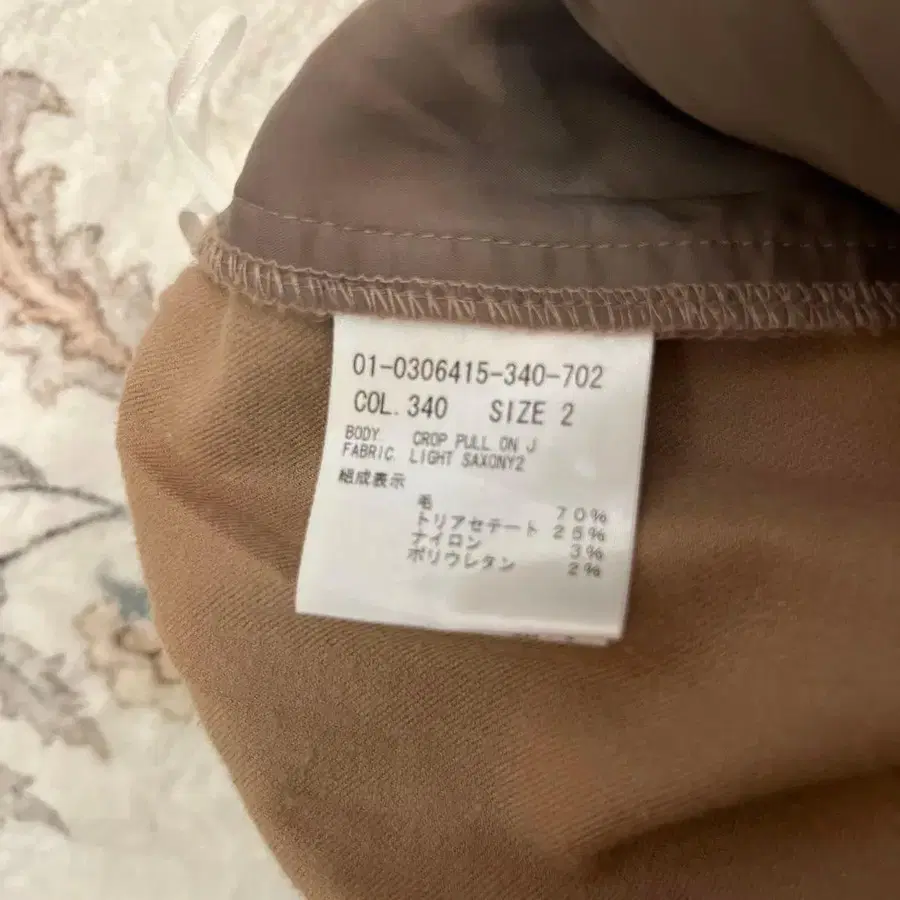 01-0306415-340-702
COL. 340 SIZE 2
BODY. CROP PULL ON J
FABRIC. LIGHT SAXONY2
組成表示
毛 70%
トリアセテート 25%
ナイロン 3%
ポリウレタン 2%